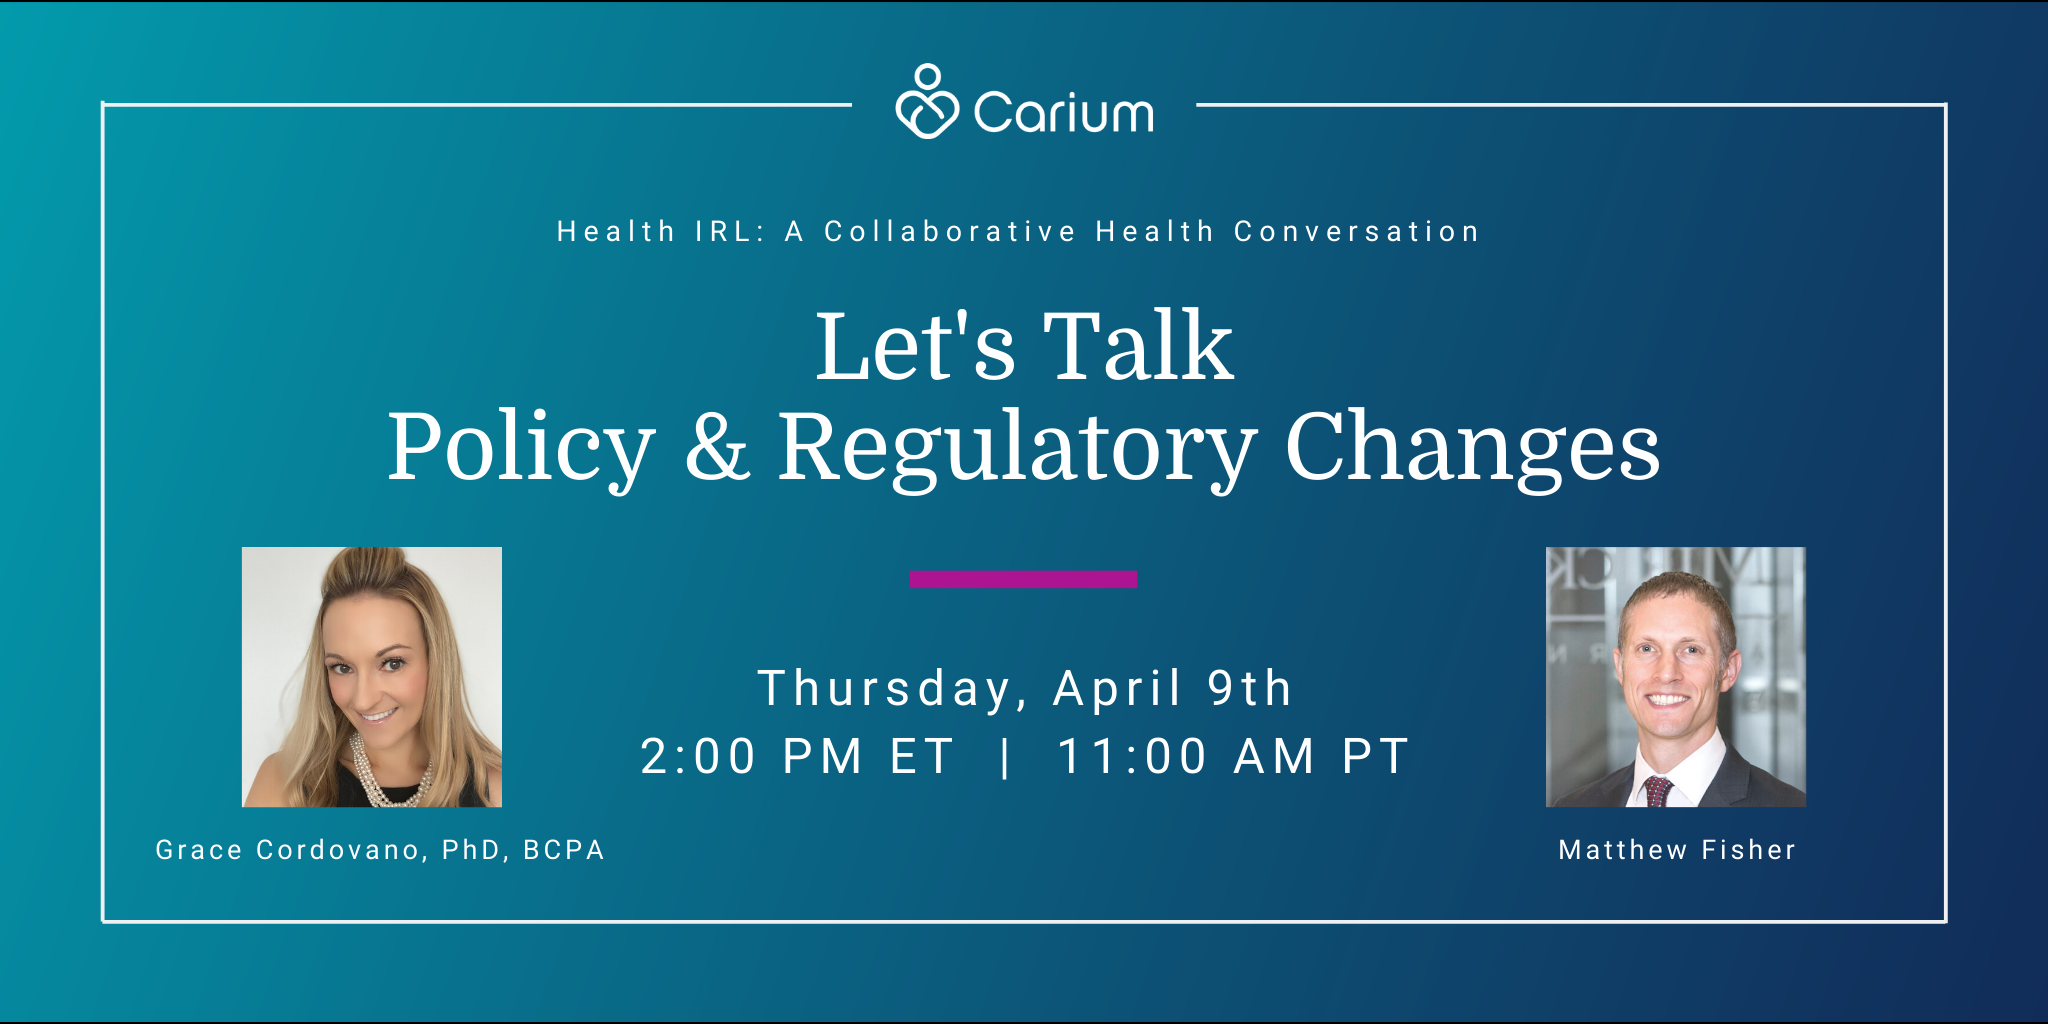 Carium
Health IRL: A Collaborative Health Conversation
Let's Talk
Policy & Regulatory Changes
Thursday, April 9th
2:00 PM ET | 11:00 AM PT
Grace Cordovano, PhD, BCPA
Matthew Fisher